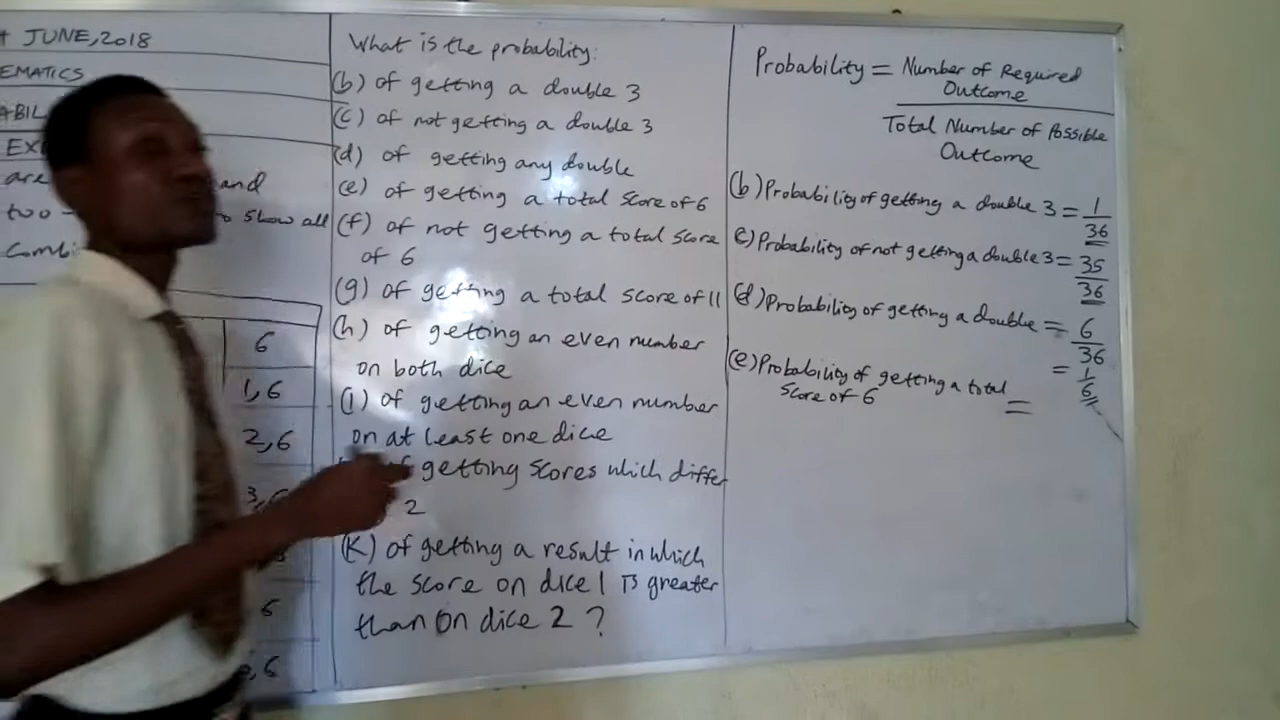 JUNE, 2018
EMATICS
ABIL
EX
are and
two - to show all
Combi
6
1,6
2,6
3,6
6
,6
What is the probability:
(b) of getting a double 3
(c) of not getting a double 3
(d) of getting any double
(e) of getting a total score of 6
(f) of not getting a total score
of 6
(g) of getting a total score of 11
(h) of getting an even number
on both dice
(i) of getting an even number
on at least one dice
of getting scores which differ
2
(K) of getting a result in which
the score on dice 1 is greater
than on dice 2 ?
Probability = Number of Required
Outcome
Total Number of Possible
Outcome
(b) Probability of getting a double 3 = 1
36
c) Probability of not getting a double 3 = 35
36
(d) Probability of getting a double = 6
36
= 1
6
(e) Probability of getting a total
score of 6 =